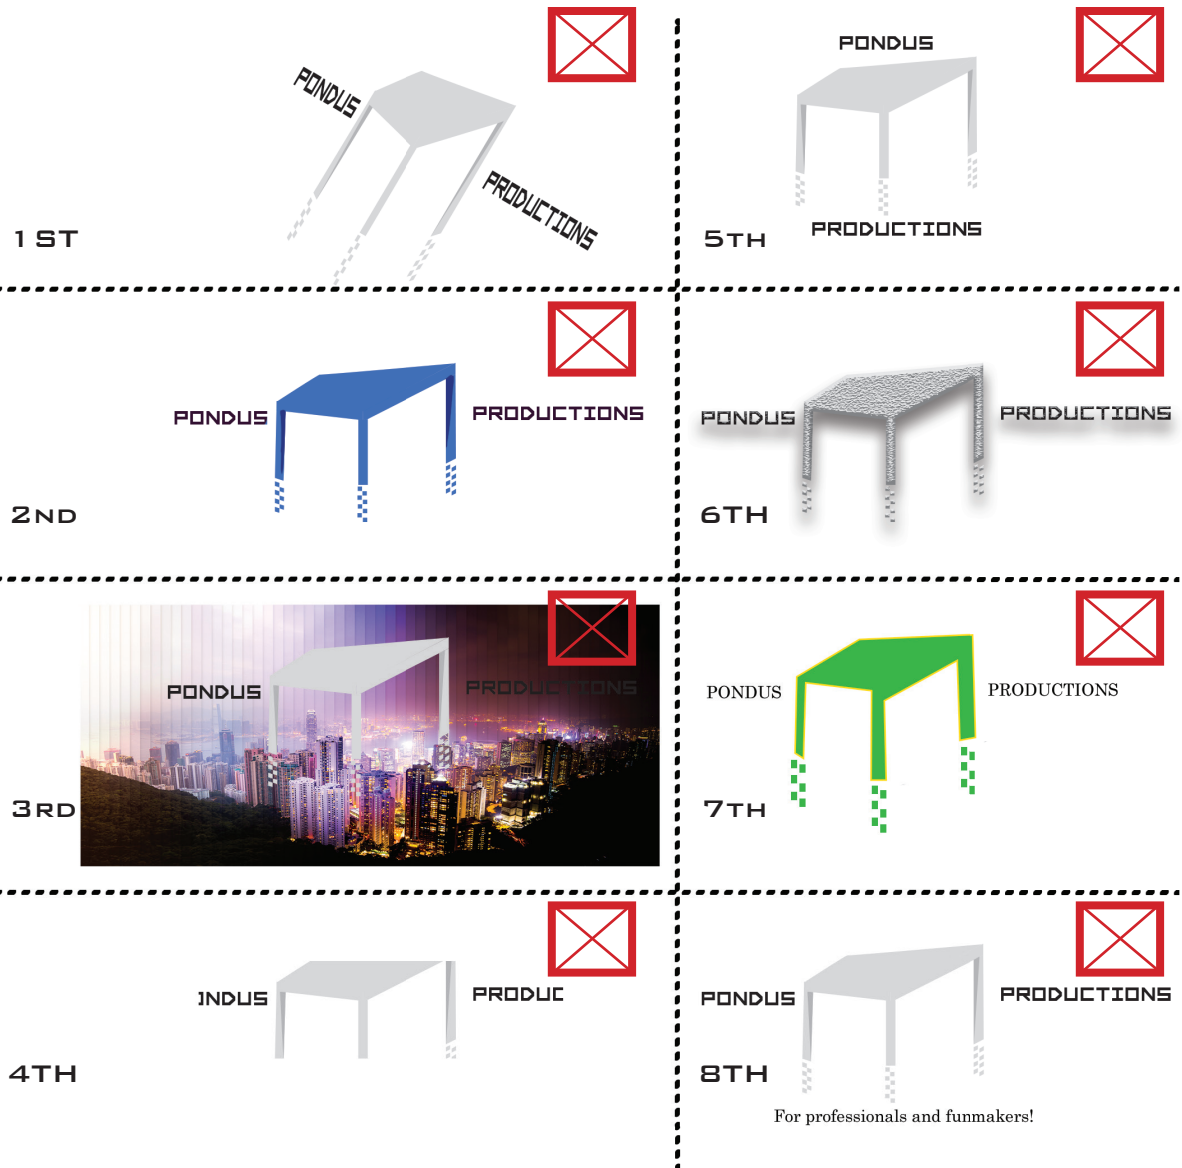 PONDUS
PRODUCTIONS
1ST
PONDUS
PRODUCTIONS
5TH
PONDUS
PRODUCTIONS
2ND
PONDUS
PRODUCTIONS
6TH
PONDUS
PRODUCTIONS
3RD
PONDUS
PRODUCTIONS
7TH
NDUS
PRODUC
4TH
PONDUS
PRODUCTIONS
8TH
For professionals and funmakers!